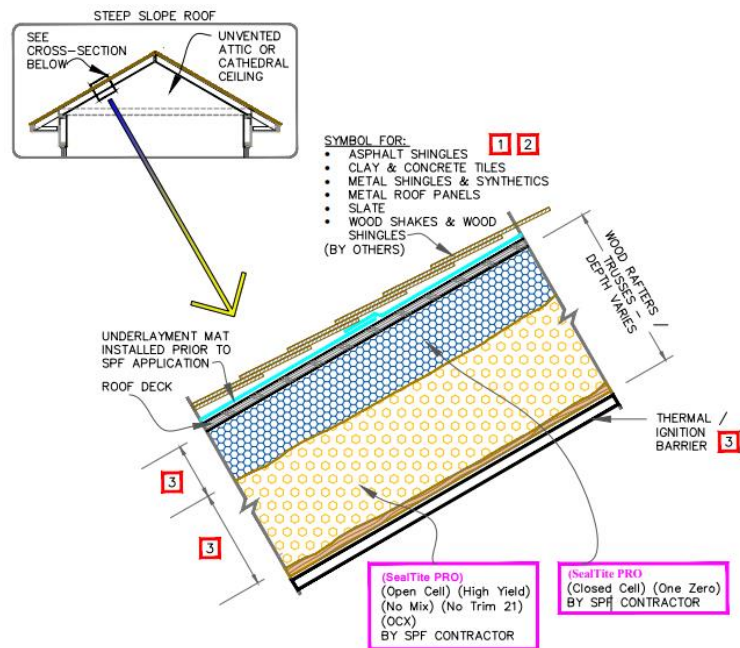 STEEP SLOPE ROOF
SEE
CROSS-SECTION
BELOW
UNVENTED
ATTIC OR
CATHEDRAL
CEILING
SYMBOL FOR:
1 2
• ASPHALT SHINGLES
• CLAY & CONCRETE TILES
• METAL SHINGLES & SYNTHETICS
• METAL ROOF PANELS
• SLATE
• WOOD SHAKES & WOOD
SHINGLES
(BY OTHERS)
WOOD RAFTERS /
TRUSSES –
DEPTH VARIES
UNDERLAYMENT MAT
INSTALLED PRIOR TO
SPF APPLICATION
ROOF DECK
THERMAL /
IGNITION
BARRIER 3
3
3
(SealTite PRO)
(Open Cell) (High Yield)
(No Mix) (No Trim 21)
(OCX)
BY SPF CONTRACTOR
(SealTite PRO
(Closed Cell) (One Zero)
BY SPF CONTRACTOR